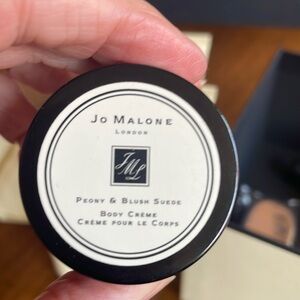 JO MALONE
LONDON
JML
PEONY & BLUSH SUEDE
BODY CRÈME
CRÈME POUR LE CORPS